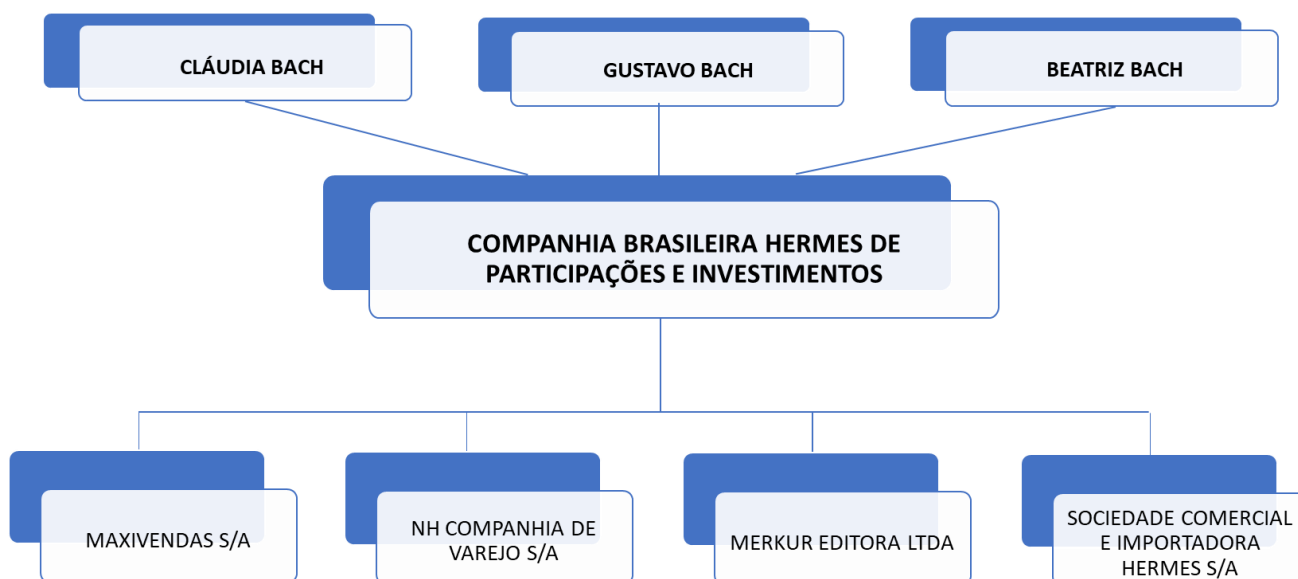 CLÁUDIA BACH
GUSTAVO BACH
BEATRIZ BACH
COMPANHIA BRASILEIRA HERMES DE
PARTICIPAÇÕES E INVESTIMENTOS
MAXIVENDAS S/A
NH COMPANHIA DE
VAREJO S/A
MERKUR EDITORA LTDA
SOCIEDADE COMERCIAL
E IMPORTADORA
HERMES S/A